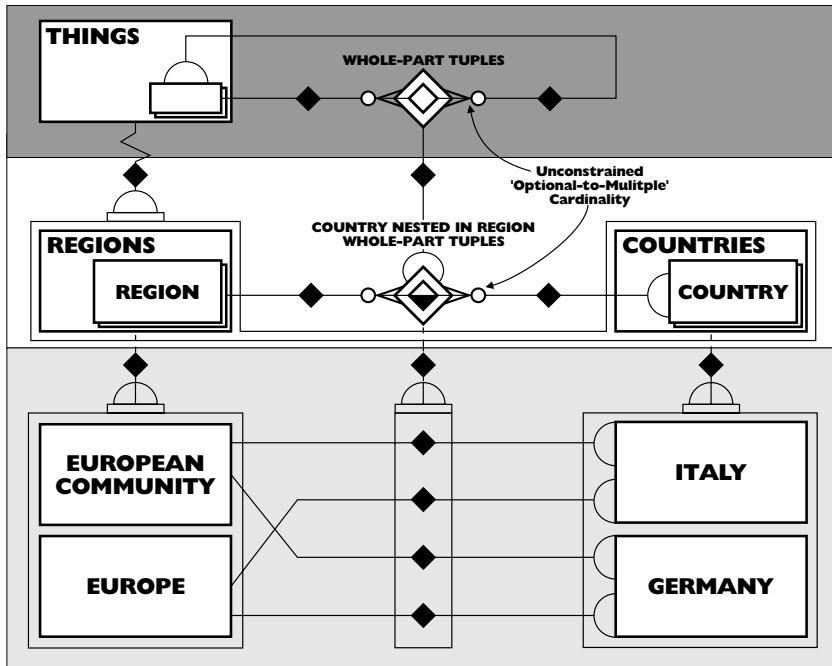 THINGS
WHOLE-PART TUPLES
Unconstrained
'Optional-to-Mulitple'
Cardinality
COUNTRY NESTED IN REGION
WHOLE-PART TUPLES
REGIONS
REGION
COUNTRIES
COUNTRY
EUROPEAN
COMMUNITY
ITALY
EUROPE
GERMANY